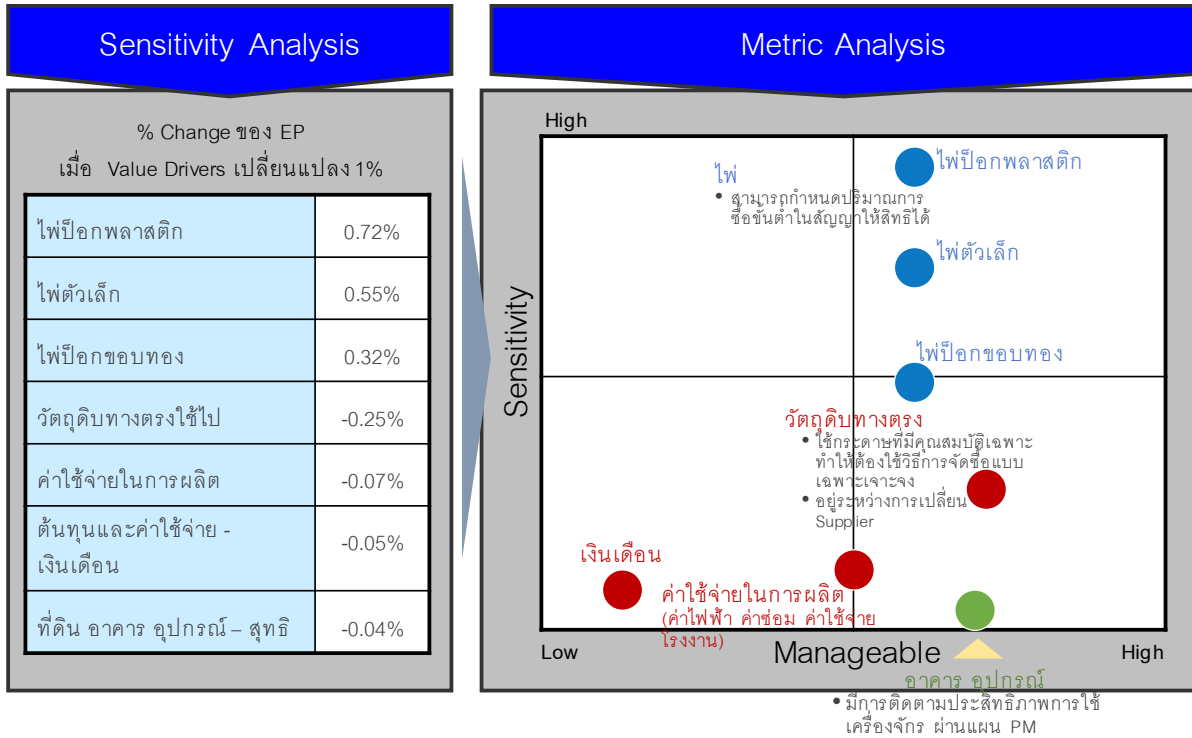 Sensitivity Analysis
% Change ของ EP
เมื่อ Value Drivers เปลี่ยนแปลง 1%
ไพ่ป็อกพลาสติก 0.72%
ไพ่ตัวเล็ก 0.55%
ไพ่ป็อกขอบทอง 0.32%
วัตถุดิบทางตรงใช้ไป -0.25%
ค่าใช้จ่ายในการผลิต -0.07%
ต้นทุนและค่าใช้จ่าย -
เงินเดือน -0.05%
ที่ดิน อาคาร อุปกรณ์ – สุทธิ -0.04%
Metric Analysis
High
Sensitivity
ไพ่
• สามารถกำหนดปริมาณการ
ซื้อขั้นต่ำในสัญญาให้สิทธิได้
ไพ่ป็อกพลาสติก
ไพ่ตัวเล็ก
ไพ่ป็อกขอบทอง
วัตถุดิบทางตรง
• ใช้กระดาษที่มีคุณสมบัติเฉพาะ
ทำให้ต้องใช้วิธีการจัดซื้อแบบ
เฉพาะเจาะจง
• อยู่ระหว่างการเปลี่ยน
Supplier
เงินเดือน
ค่าใช้จ่ายในการผลิต
(ค่าไฟฟ้า ค่าซ่อม ค่าใช้จ่าย
โรงงาน)
Low
Manageable
High
อาคาร อุปกรณ์
• มีการติดตามประสิทธิภาพการใช้
เครื่องจักร ผ่านแผน PM